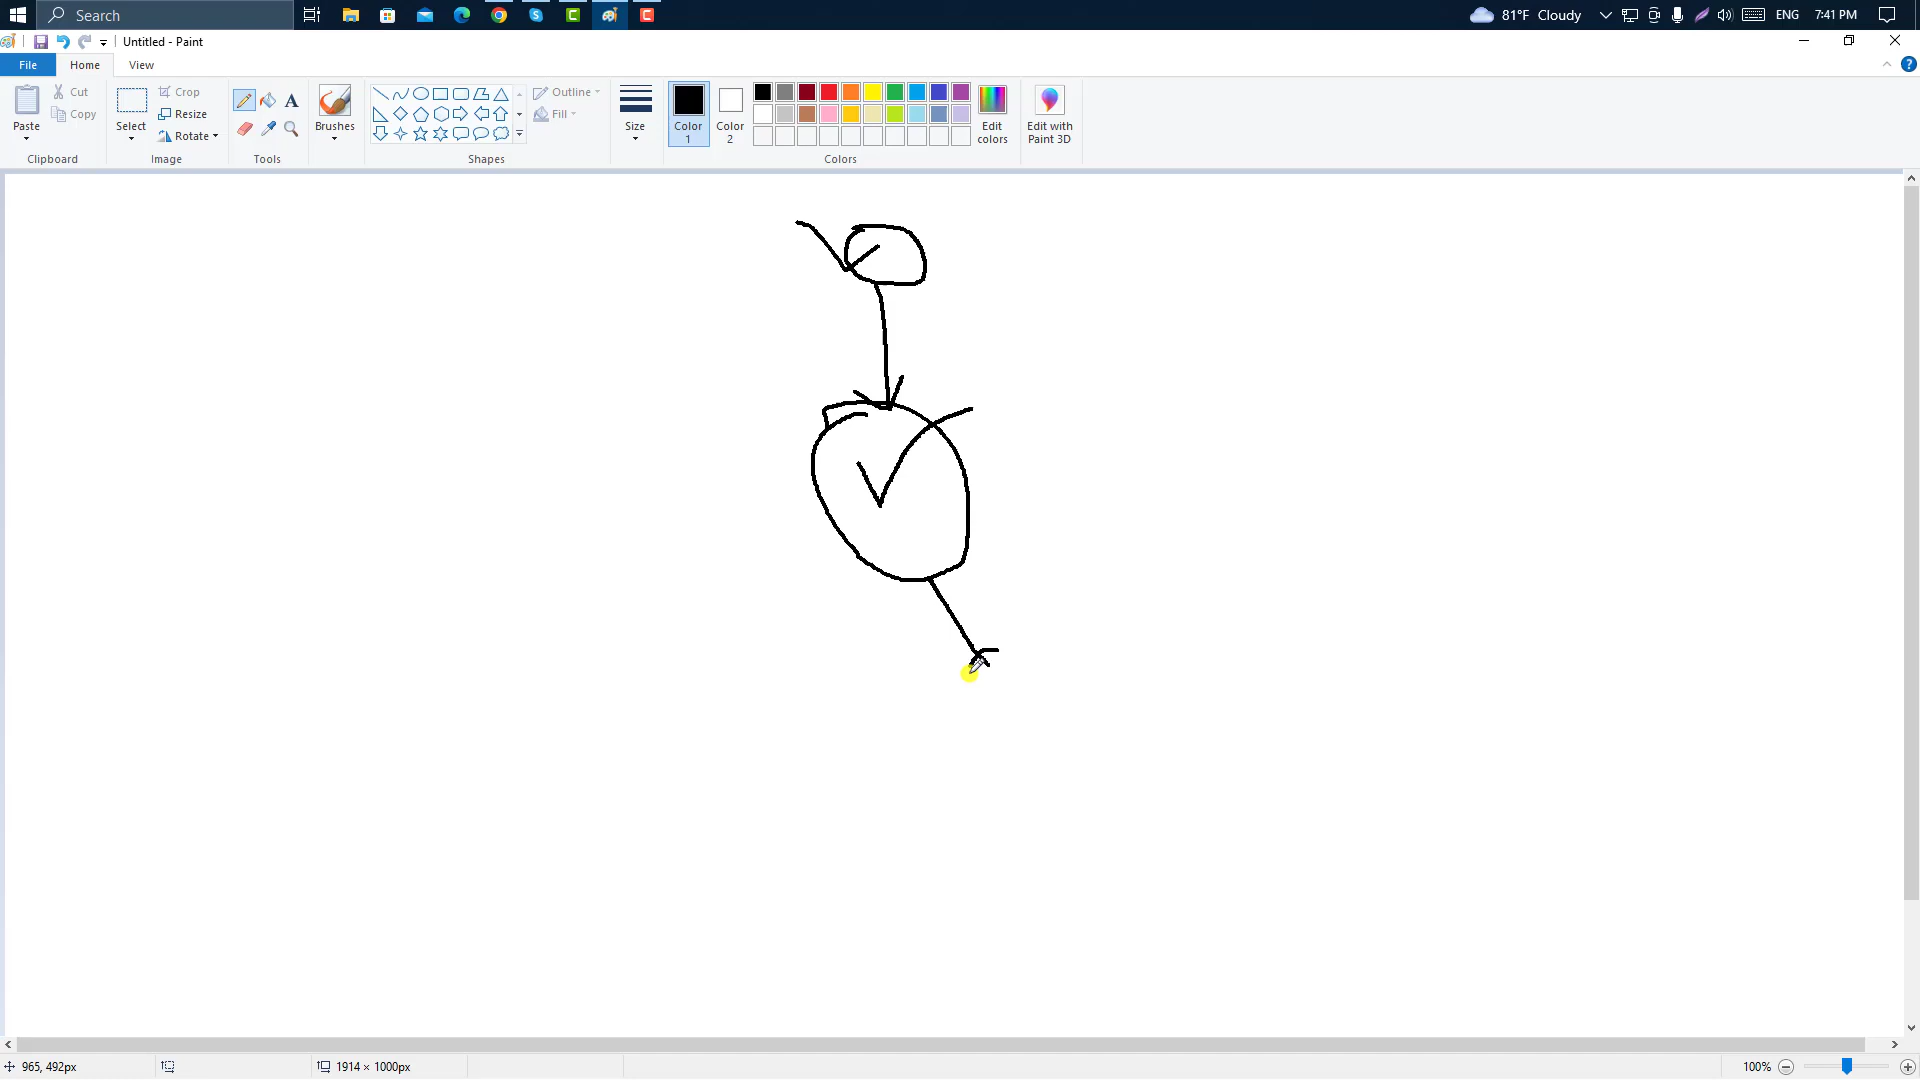 Search
81°F Cloudy
ENG
7:41 PM
Untitled - Paint
File
Home
View
Paste
Cut
Copy
Clipboard
Select
Crop
Resize
Rotate
Image
A
Tools
Brushes
Shapes
Outline
Fill
Size
Color
1
Color
2
Colors
Edit
colors
Edit with
Paint 3D
965, 492px
1914 × 1000px
100%